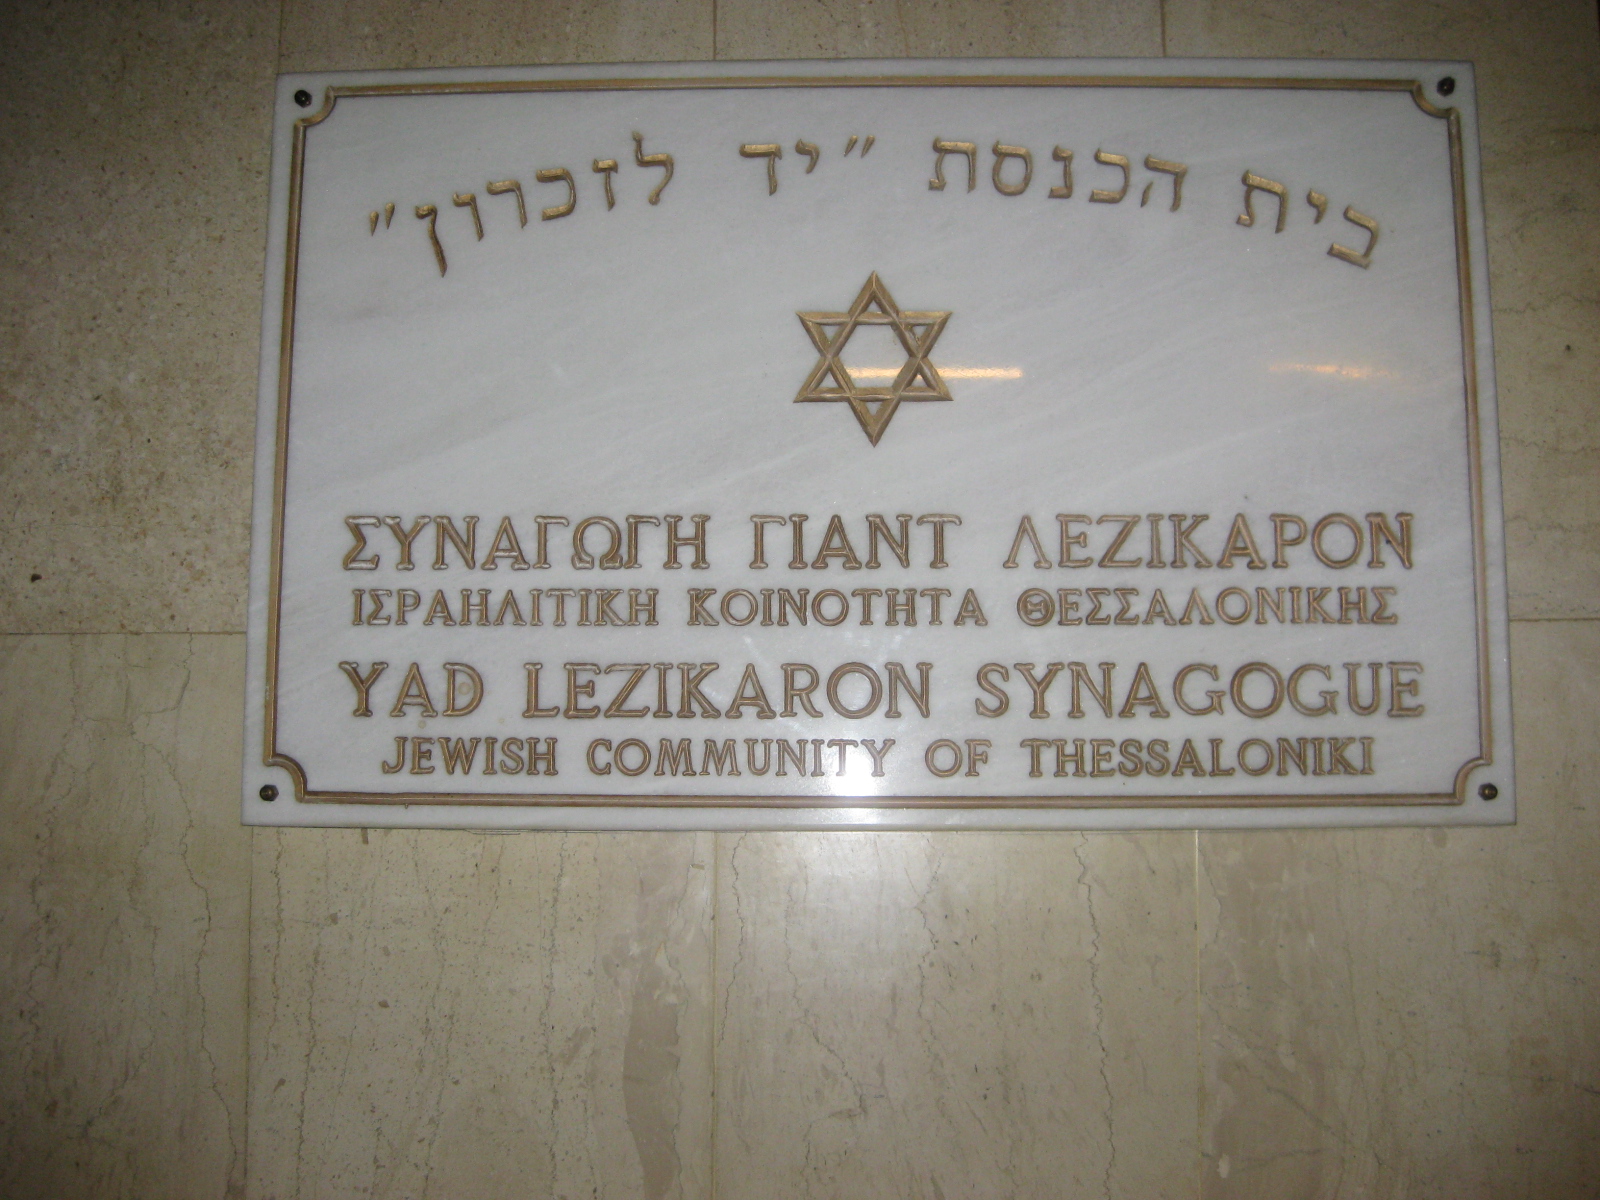 בית הכנסת "יד לזכרון"
ΣΥΝΑΓΩΓΗ ΓΙΑΝΤ ΛΕΖΙΚΑΡΟΝ
ΙΣΡΑΗΛΙΤΙΚΗ ΚΟΙΝΟΤΗΤΑ ΘΕΣΣΑΛΟΝΙΚΗΣ
YAD LEZIKARON SYNAGOGUE
JEWISH COMMUNITY OF THESSALONIKI